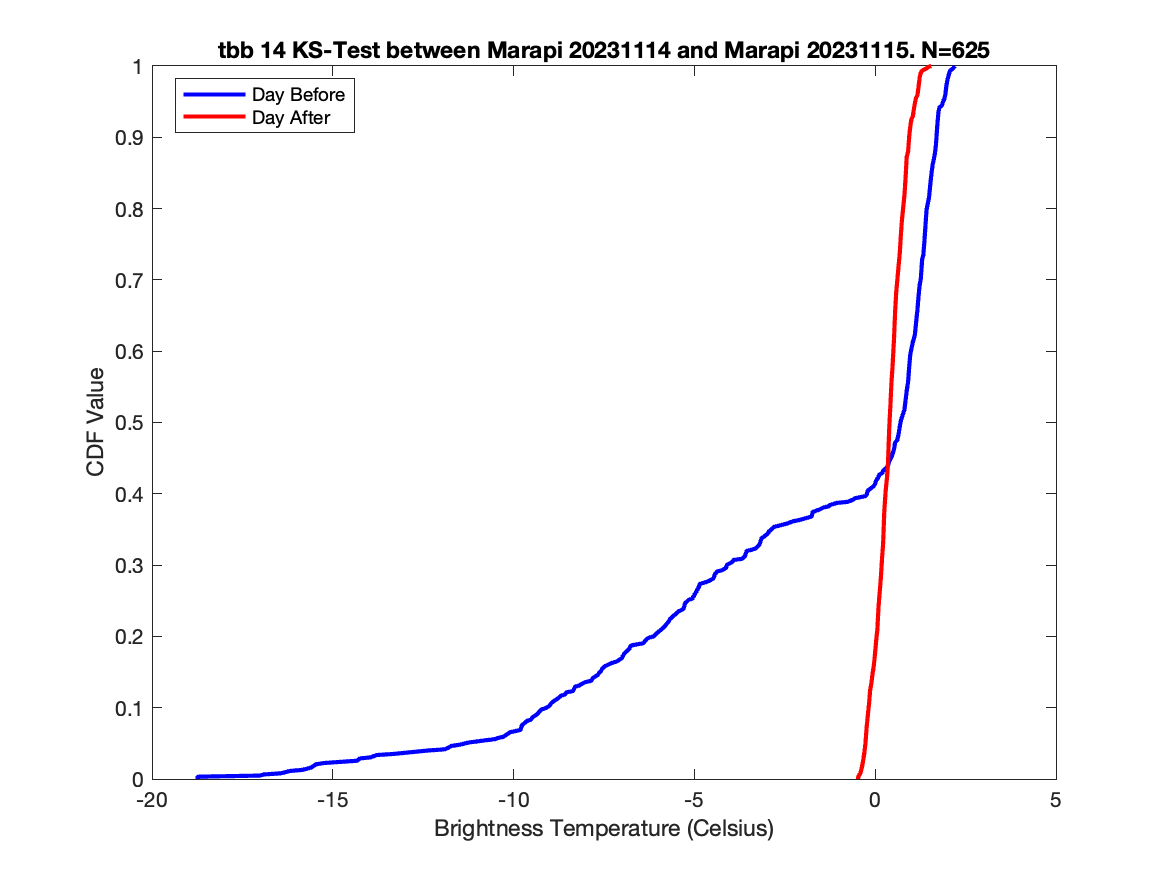 tbb 14 KS-Test between Marapi 20231114 and Marapi 20231115. N=625
Day Before
Day After
1
0.9
0.8
0.7
0.6
0.5
0.4
0.3
0.2
0.1
0
CDF Value
-20 -15 -10 -5 0 5
Brightness Temperature (Celsius)